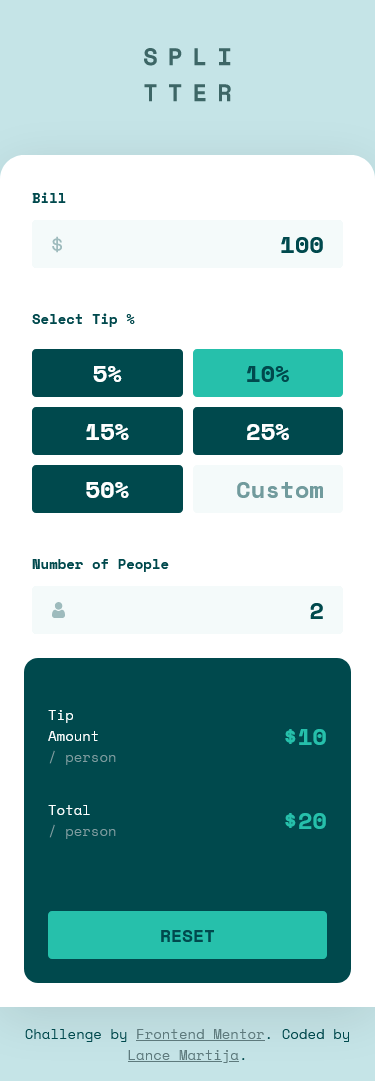 SPLI
TTER
Bill
$ 100
Select Tip %
5% 10%
15% 25%
50% Custom
Number of People
2
Tip
Amount
/ person
$10
Total
/ person
$20
RESET
Challenge by Frontend Mentor. Coded by
Lance Martija.